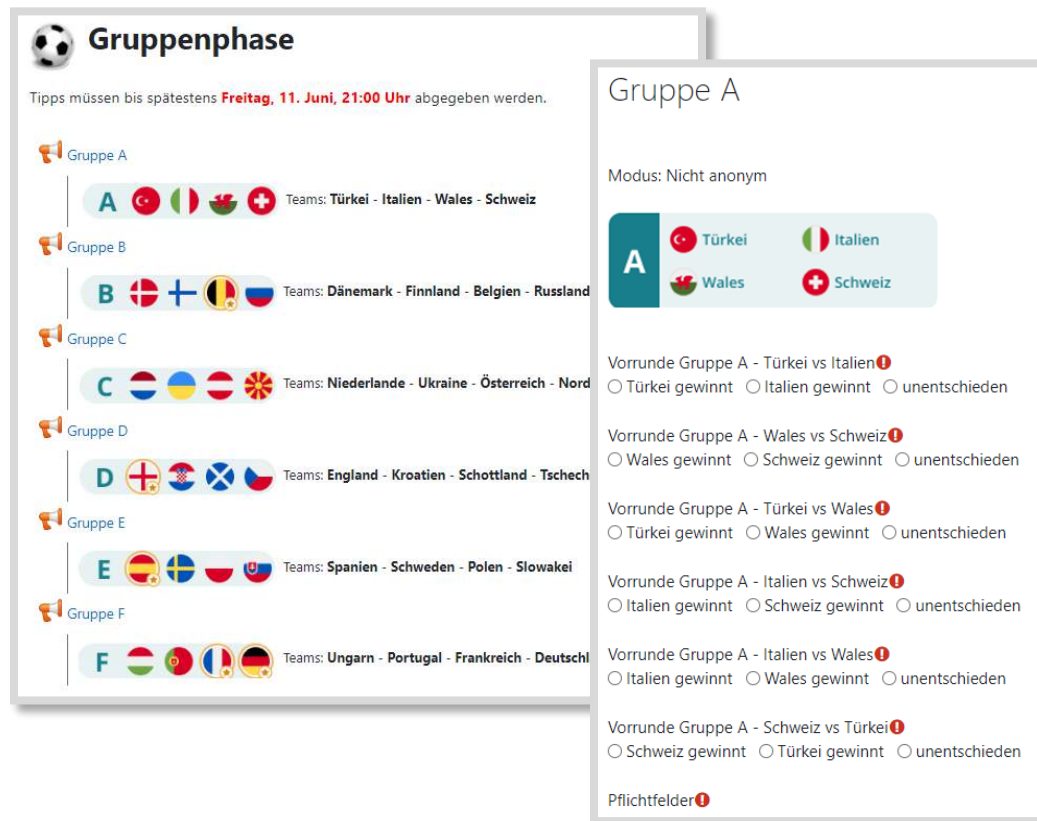 Gruppenphase
Tipps müssen bis spätestens Freitag, 11. Juni, 21:00 Uhr abgegeben werden.
Gruppe A
A Teams: Türkei - Italien - Wales - Schweiz
Gruppe B
B Teams: Dänemark - Finnland - Belgien - Russland
Gruppe C
C Teams: Niederlande - Ukraine - Österreich - Nord
Gruppe D
D Teams: England - Kroatien - Schottland - Tschech
Gruppe E
E Teams: Spanien - Schweden - Polen - Slowakei
Gruppe F
F Teams: Ungarn - Portugal - Frankreich - Deutschl
Gruppe A
Modus: Nicht anonym
A
Türkei Italien
Wales Schweiz
Vorrunde Gruppe A - Türkei vs Italien
Türkei gewinnt Italien gewinnt unentschieden
Vorrunde Gruppe A - Wales vs Schweiz
Wales gewinnt Schweiz gewinnt unentschieden
Vorrunde Gruppe A - Türkei vs Wales
Türkei gewinnt Wales gewinnt unentschieden
Vorrunde Gruppe A - Italien vs Schweiz
Italien gewinnt Schweiz gewinnt unentschieden
Vorrunde Gruppe A - Italien vs Wales
Italien gewinnt Wales gewinnt unentschieden
Vorrunde Gruppe A - Schweiz vs Türkei
Schweiz gewinnt Türkei gewinnt unentschieden
Pflichtfelder